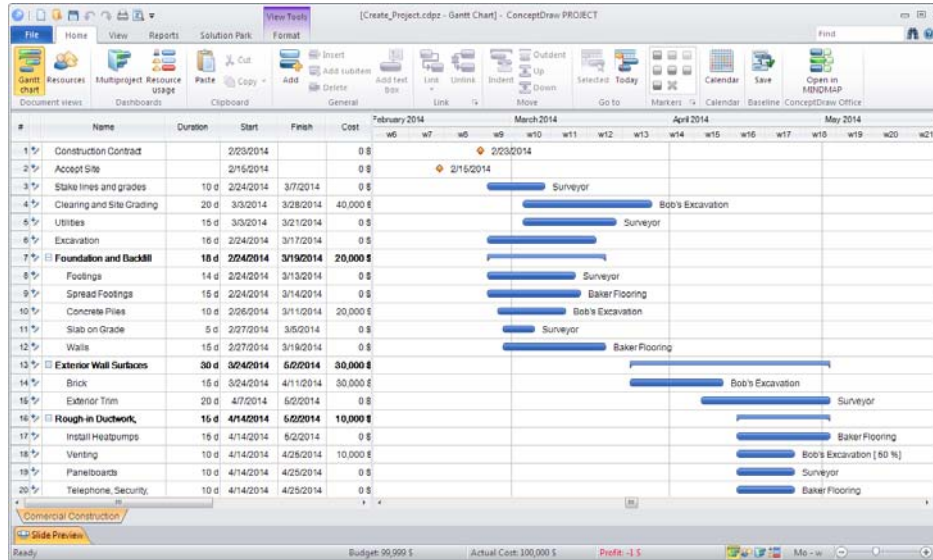 View Tools
[Create_Project.cdpz - Gantt Chart] - ConceptDraw PROJECT
File Home View Reports Solution Park Format Find
Gantt chart Resources Multiproject Resource usage Paste Cut Copy Add Insert Add subitem Delete Add text box Link Unlink Indent Outdent Up Down Selected Today Calendar Save Open in MINDMAP
Document views Dashboards Clipboard General Link Move Go to Markers Calendar Baseline ConceptDraw Office
# Name Duration Start Finish Cost February 2014 March 2014 April 2014 May 2014
w6 w7 w8 w9 w10 w11 w12 w13 w14 w15 w16 w17 w18 w19 w20 w21
1 Construction Contract 2/23/2014 0 $ 2/23/2014
2 Accept Site 2/15/2014 0 $ 2/15/2014
3 Stake lines and grades 10 d 2/24/2014 3/7/2014 0 $ Surveyor
4 Clearing and Site Grading 20 d 3/3/2014 3/28/2014 40,000 $ Bob's Excavation
5 Utilities 15 d 3/3/2014 3/21/2014 0 $ Surveyor
6 Excavation 16 d 2/24/2014 3/17/2014 0 $
7 Foundation and Backfill 18 d 2/24/2014 3/19/2014 20,000 $
8 Footings 14 d 2/24/2014 3/13/2014 0 $ Surveyor
9 Spread Footings 15 d 2/24/2014 3/14/2014 0 $ Baker Flooring
10 Concrete Piles 10 d 2/26/2014 3/11/2014 20,000 $ Bob's Excavation
11 Slab on Grade 5 d 2/27/2014 3/5/2014 0 $ Surveyor
12 Walls 15 d 2/27/2014 3/19/2014 0 $ Baker Flooring
13 Exterior Wall Surfaces 30 d 3/24/2014 5/2/2014 30,000 $
14 Brick 15 d 3/24/2014 4/11/2014 30,000 $ Bob's Excavation
15 Exterior Trim 20 d 4/7/2014 5/2/2014 0 $ Surveyor
16 Rough-in Ductwork, 15 d 4/14/2014 5/2/2014 10,000 $
17 Install Heatpumps 15 d 4/14/2014 5/2/2014 0 $ Baker Flooring
18 Venting 10 d 4/14/2014 4/25/2014 10,000 $ Bob's Excavation [ 60 %]
19 Panelboards 10 d 4/14/2014 4/25/2014 0 $ Surveyor
20 Telephone, Security, 10 d 4/14/2014 4/25/2014 0 $ Baker Flooring
Comercial Construction
Slide Preview
Ready Budget: 99,999 $ Actual Cost: 100,000 $ Profit: -1 $ Mo - w